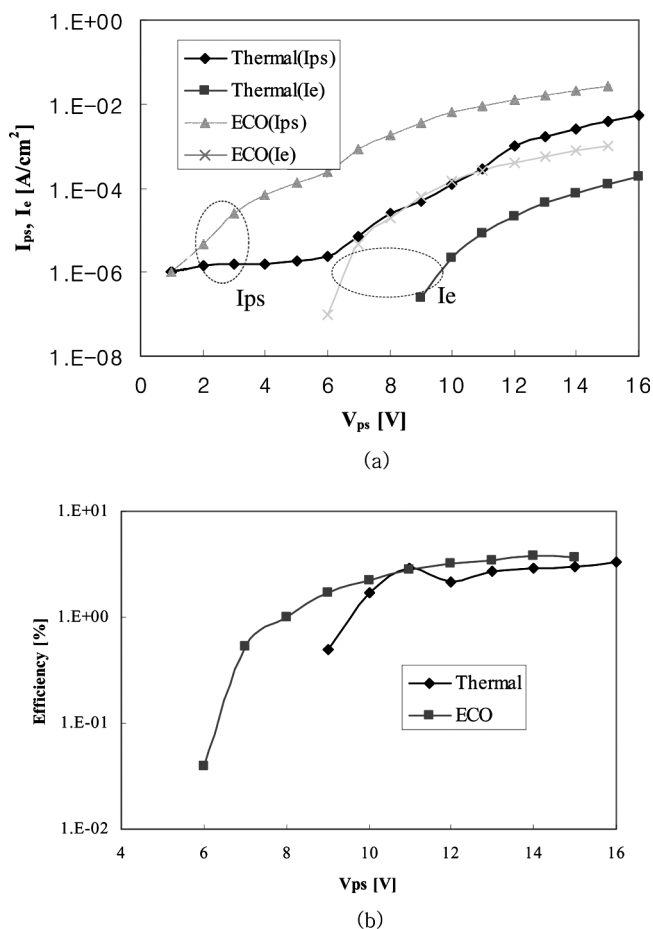 1.E+00
1.E-02
1.E-04
1.E-06
1.E-08
Ips, Ie [A/cm2]
Thermal(Ips)
Thermal(Ie)
ECO(Ips)
ECO(Ie)
Ips
Ie
0 2 4 6 8 10 12 14 16
Vps [V]
(a)
1.E+01
1.E+00
1.E-01
1.E-02
Efficiency [%]
Thermal
ECO
4 6 8 10 12 14 16
Vps [V]
(b)